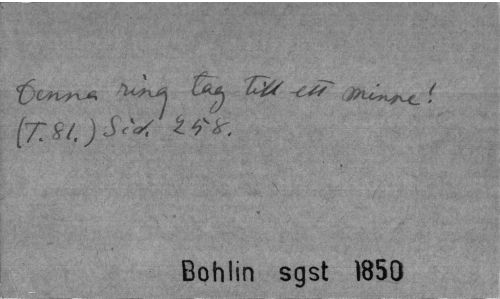 Denna ring tag till ett minne!
(T. 81.) Sid. 258.
Bohlin sgst 1850